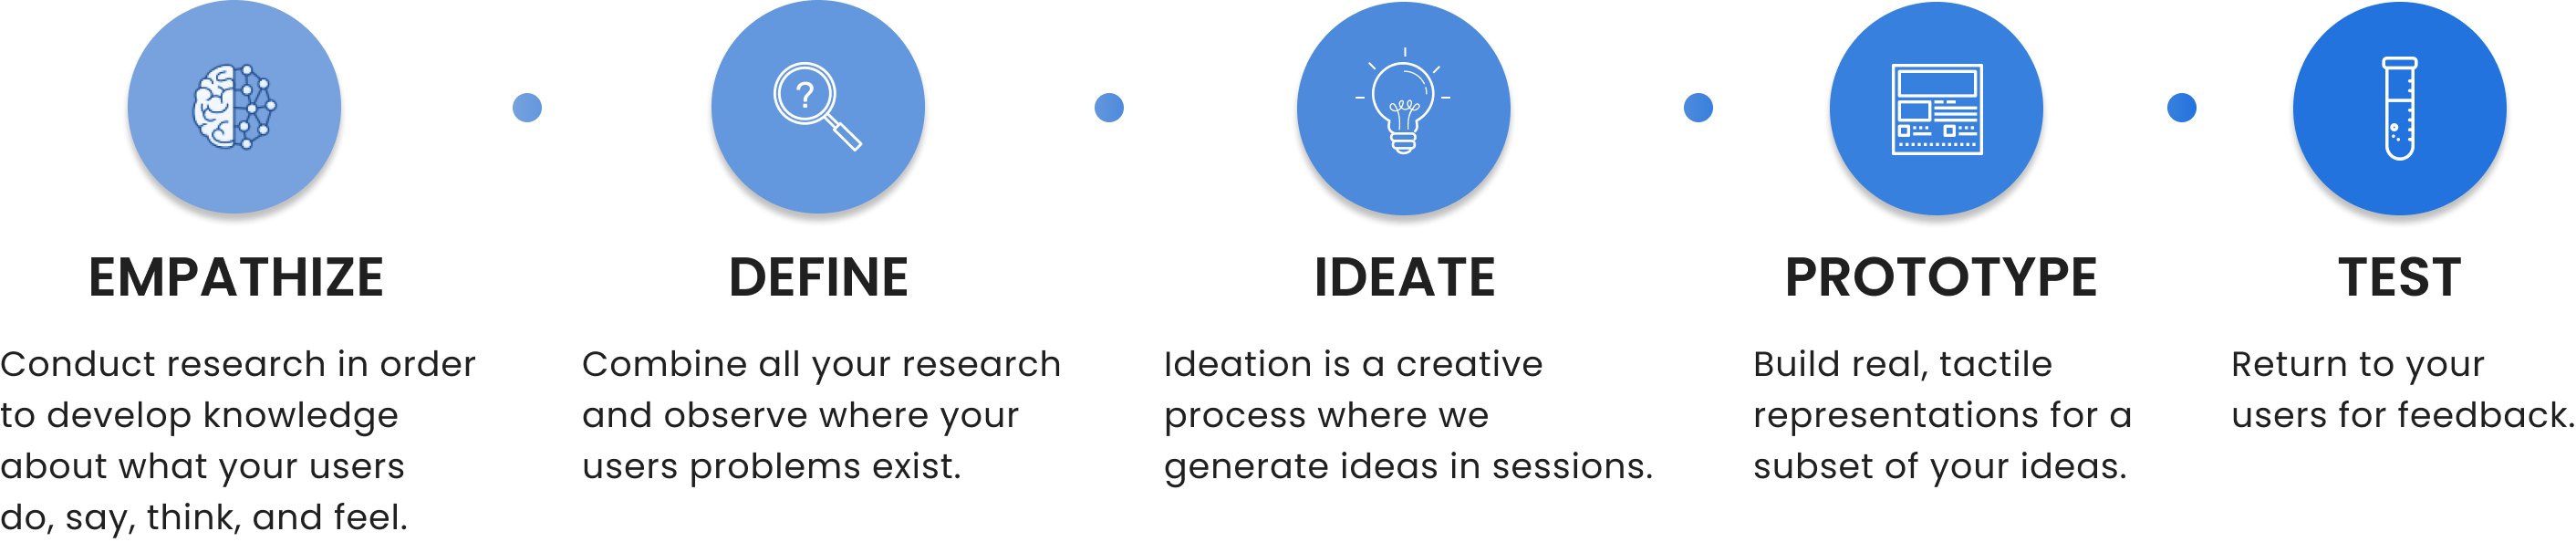 ?
EMPATHIZE
Conduct research in order
to develop knowledge
about what your users
do, say, think, and feel.
DEFINE
Combine all your research
and observe where your
users problems exist.
IDEATE
Ideation is a creative
process where we
generate ideas in sessions.
PROTOTYPE
Build real, tactile
representations for a
subset of your ideas.
TEST
Return to your
users for feedback.